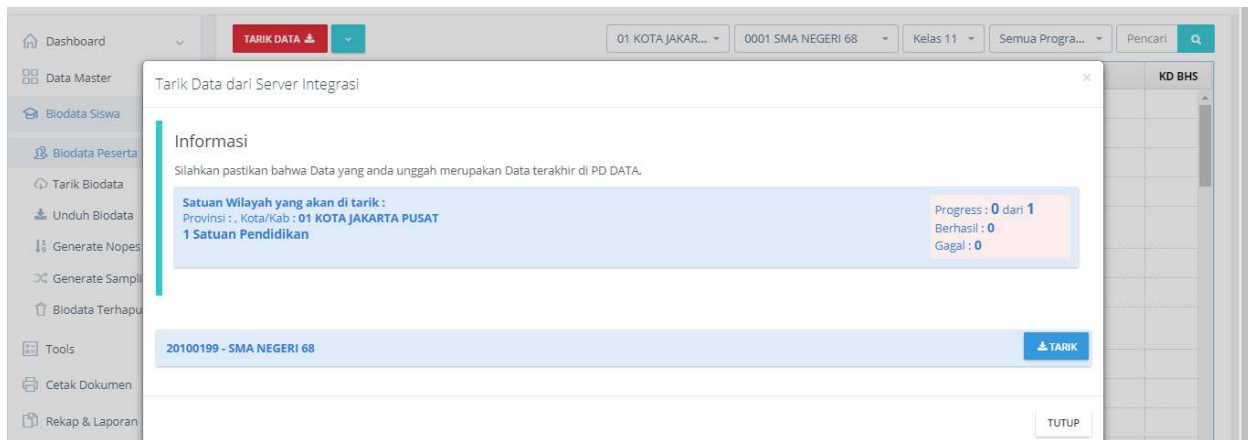 Dashboard
TARIK DATA
01 KOTA JAKAR...
0001 SMA NEGERI 68
Kelas 11
Semua Progra...
Pencari
Data Master
Tarik Data dari Server Integrasi
×
KD BHS
Biodata Siswa
Informasi
Biodata Peserta
Silahkan pastikan bahwa Data yang anda unggah merupakan Data terakhir di PD DATA.
Tarik Biodata
Satuan Wilayah yang akan di tarik :
Provinsi : , Kota/Kab : 01 KOTA JAKARTA PUSAT
1 Satuan Pendidikan
Progress : 0 dari 1
Berhasil : 0
Gagal : 0
Unduh Biodata
Generate Nopes
Generate Sampli
Biodata Terhapu
Tools
20100199 - SMA NEGERI 68
TARIK
Cetak Dokumen
Rekap & Laporan
TUTUP